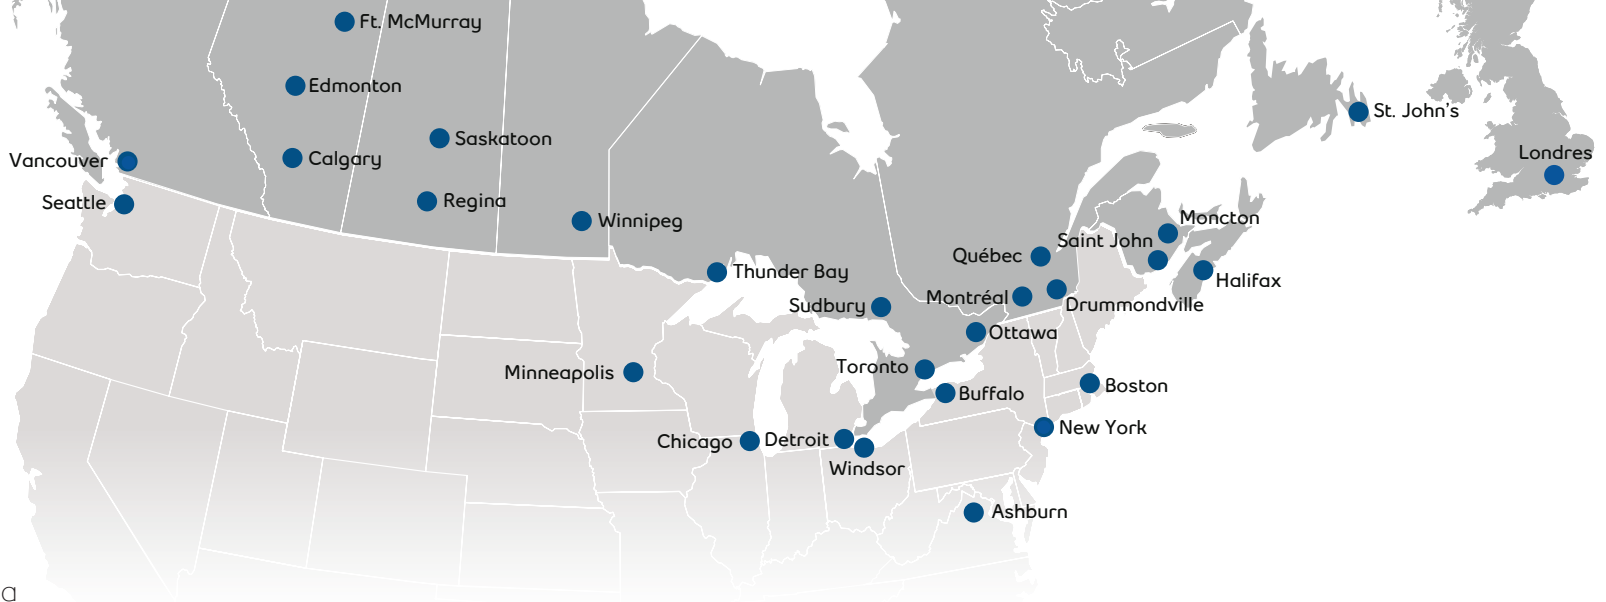 Ft. McMurray
Edmonton
St. John's
Saskatoon
Londres
Vancouver
Calgary
Seattle
Regina
Moncton
Winnipeg
Saint John
Québec
Thunder Bay
Halifax
Montréal
Drummondville
Sudbury
Ottawa
Toronto
Minneapolis
Boston
Buffalo
New York
Chicago
Detroit
Windsor
Ashburn
a